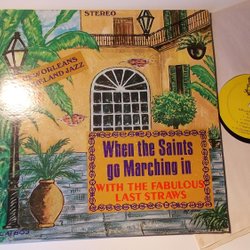 STEREO
NEW ORLEANS
DIXIELAND JAZZ
When the Saints
go Marching in
WITH THE FABULOUS
LAST STRAWS